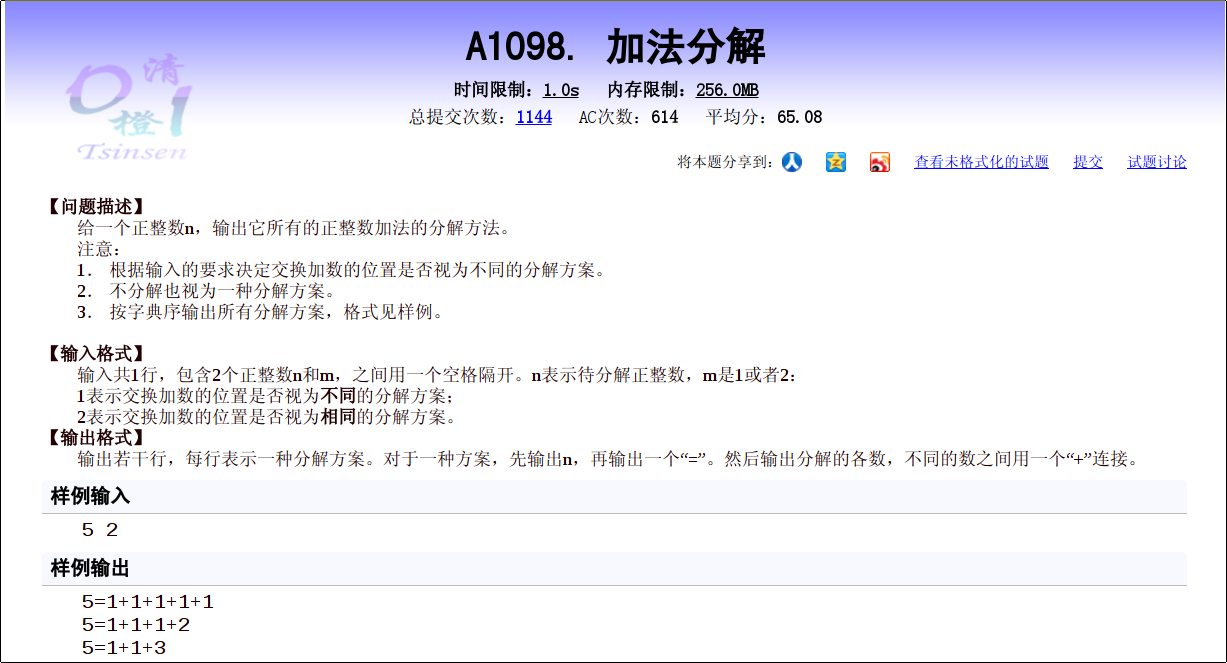 清
橙
Tsinsen
A1098. 加法分解
时间限制：1.0s 内存限制：256.0MB
总提交次数：1144 AC次数：614 平均分：65.08
将本题分享到： 查看未格式化的试题 提交 试题讨论
【问题描述】
给一个正整数n，输出它所有的正整数加法的分解方法。
注意：
1． 根据输入的要求决定交换加数的位置是否视为不同的分解方案。
2． 不分解也视为一种分解方案。
3． 按字典序输出所有分解方案，格式见样例。
【输入格式】
输入共1行，包含2个正整数n和m，之间用一个空格隔开。n表示待分解正整数，m是1或者2：
1表示交换加数的位置是否视为不同的分解方案；
2表示交换加数的位置是否视为相同的分解方案。
【输出格式】
输出若干行，每行表示一种分解方案。对于一种方案，先输出n，再输出一个“=”。然后输出分解的各数，不同的数之间用一个“+”连接。
样例输入
5 2
样例输出
5=1+1+1+1+1
5=1+1+1+2
5=1+1+3